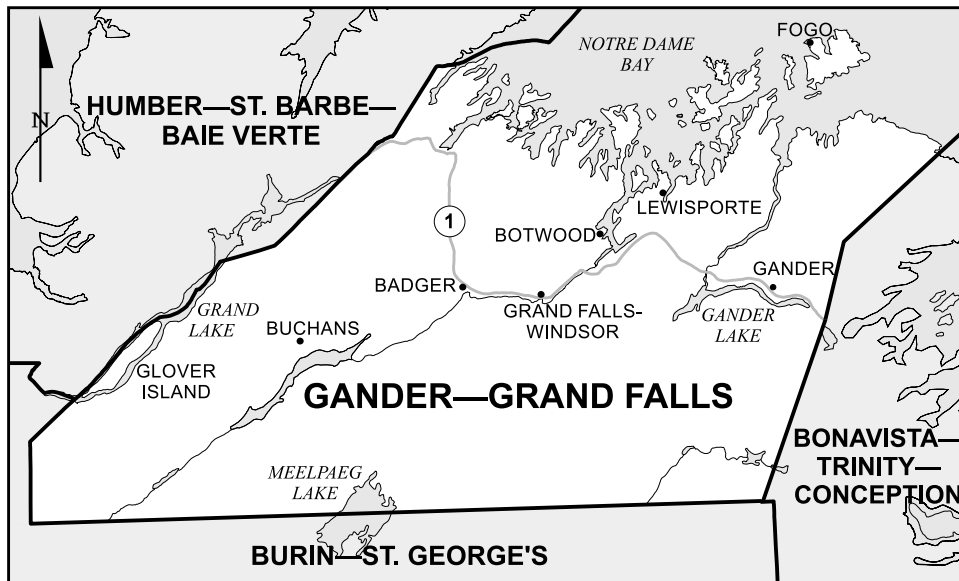 FOGO
NOTRE DAME
BAY
HUMBER—ST. BARBE—
BAIE VERTE
N
LEWISPORTE
1
BOTWOOD
GANDER
BADGER
GRAND FALLS-
WINDSOR
GANDER
LAKE
GRAND
LAKE
BUCHANS
GLOVER
ISLAND
GANDER—GRAND FALLS
BONAVISTA—
TRINITY—
CONCEPTION
MEELPAEG
LAKE
BURIN—ST. GEORGE'S